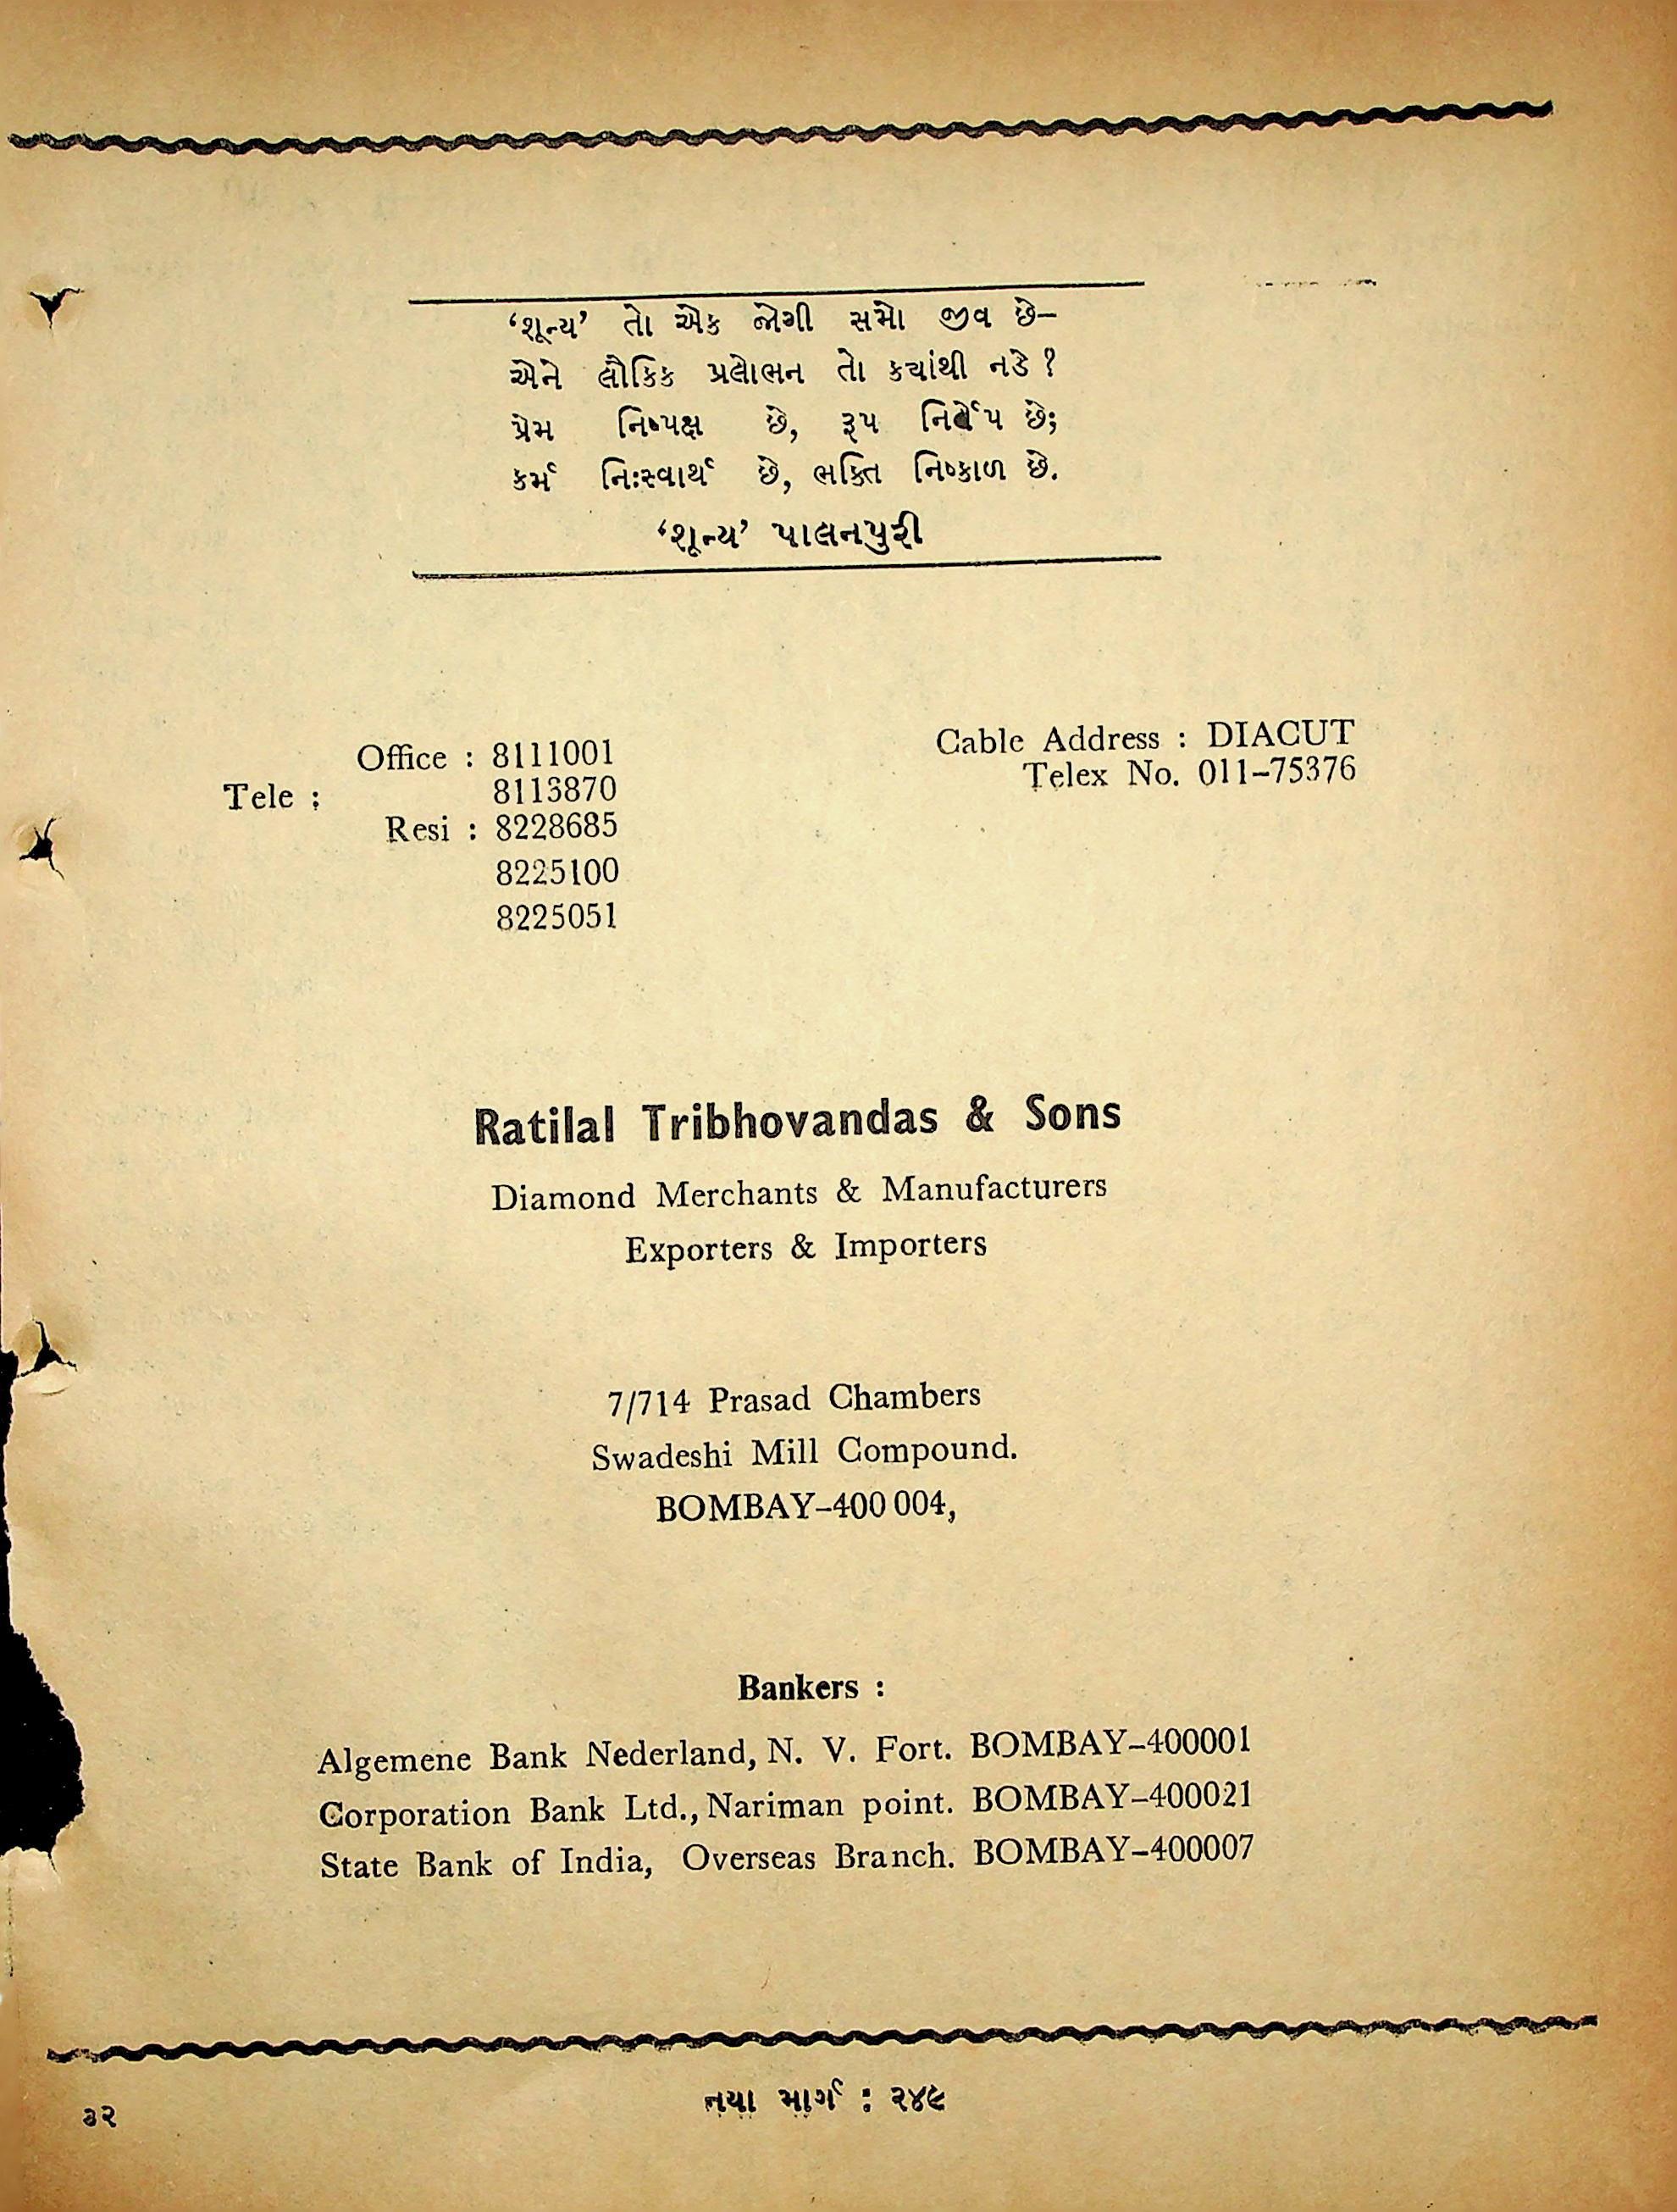 ‘શૂન્ય’ તો એક જોગી સમો જીવ છે–
એને લૌકિક પ્રલોભન તો કયાંથી નડે ?
પ્રેમ નિષ્પક્ષ છે, રૂપ નિર્લેપ છે;
કર્મ નિઃસ્વાર્થ છે, ભક્તિ નિષ્કાળ છે.
‘શૂન્ય’ પાલનપુરી
Cable Address : DIACUT
Telex No. 011–75376
Office : 8111001
Tele : 8113870
Resi : 8228685
8225100
8225051
Ratilal Tribhovandas & Sons
Diamond Merchants & Manufacturers
Exporters & Importers
7/714 Prasad Chambers
Swadeshi Mill Compound.
BOMBAY–400 004,
Bankers :
Algemene Bank Nederland, N. V. Fort. BOMBAY–400001
Corporation Bank Ltd., Nariman point. BOMBAY–400021
State Bank of India, Overseas Branch. BOMBAY–400007
૩૨ નયા માર્ગ : ૨૪૯